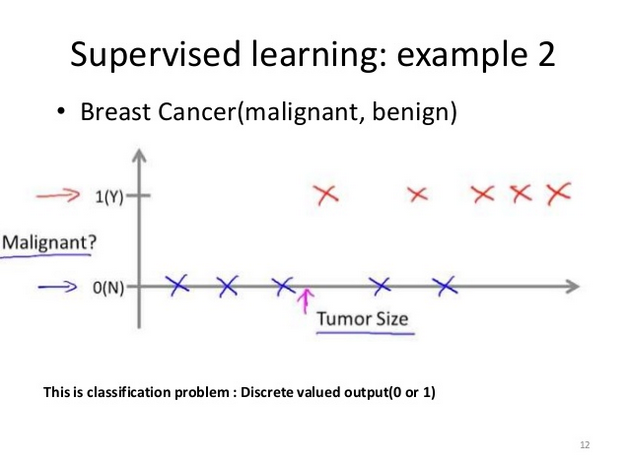 Supervised learning: example 2
• Breast Cancer(malignant, benign)
1(Y)
Malignant?
0(N)
Tumor Size
This is classification problem : Discrete valued output(0 or 1)
12